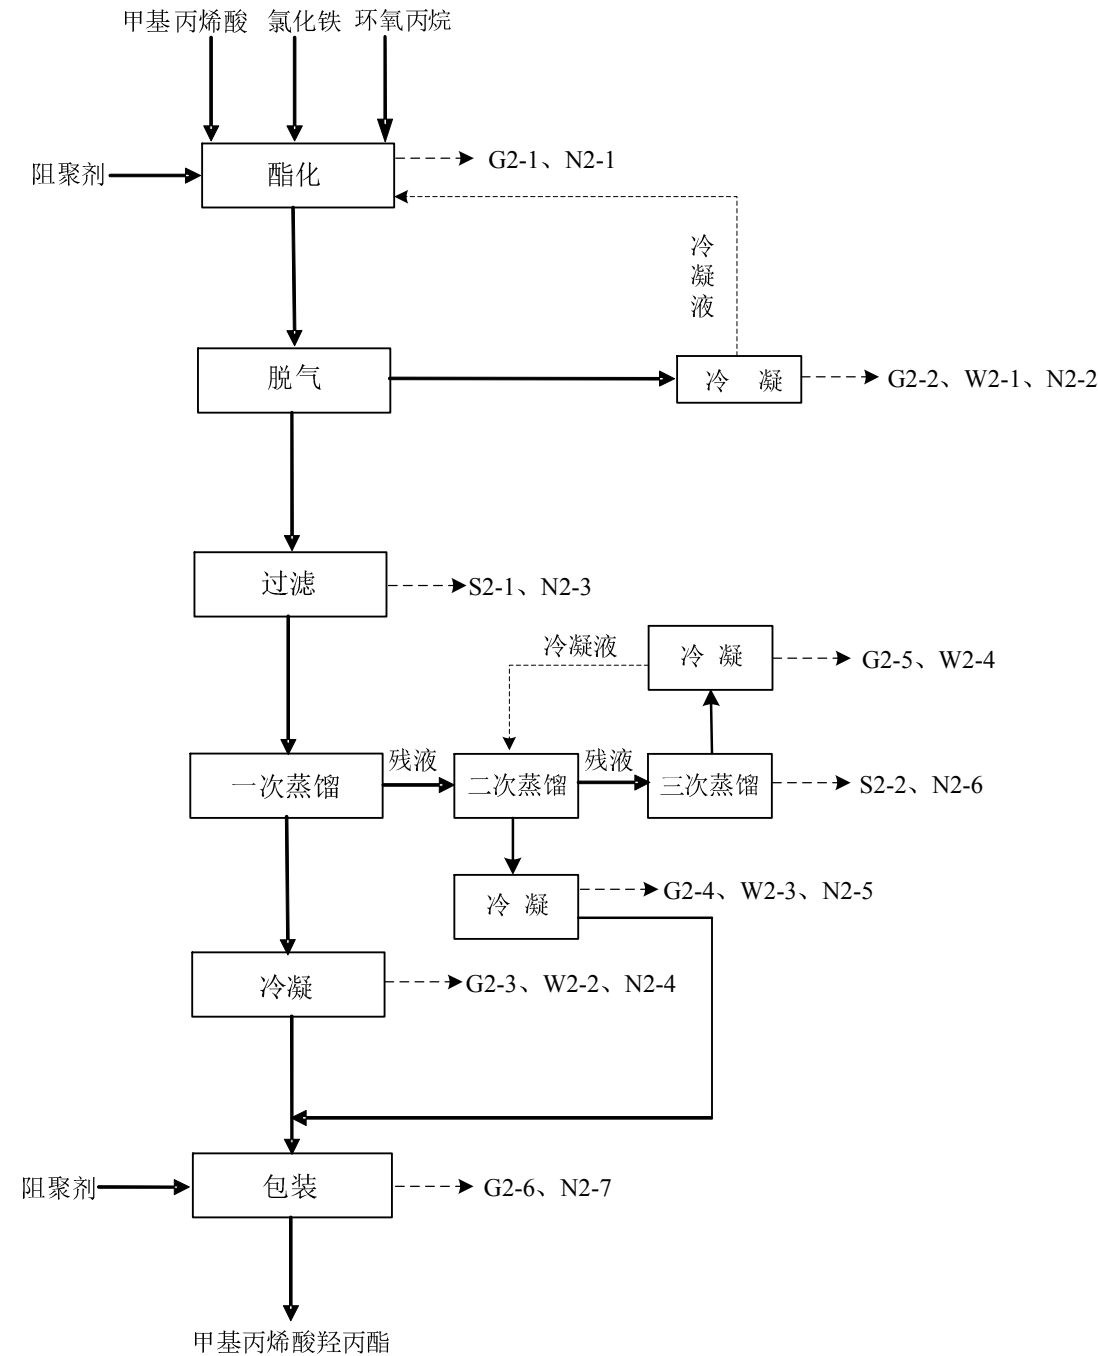 甲基丙烯酸 氯化铁 环氧丙烷
阻聚剂
酯化
G2-1、N2-1
冷
凝
液
脱气
冷 凝
G2-2、W2-1、N2-2
过滤
S2-1、N2-3
冷凝液
冷 凝
G2-5、W2-4
一次蒸馏
残液
二次蒸馏
残液
三次蒸馏
S2-2、N2-6
冷 凝
G2-4、W2-3、N2-5
冷凝
G2-3、W2-2、N2-4
阻聚剂
包装
G2-6、N2-7
甲基丙烯酸羟丙酯